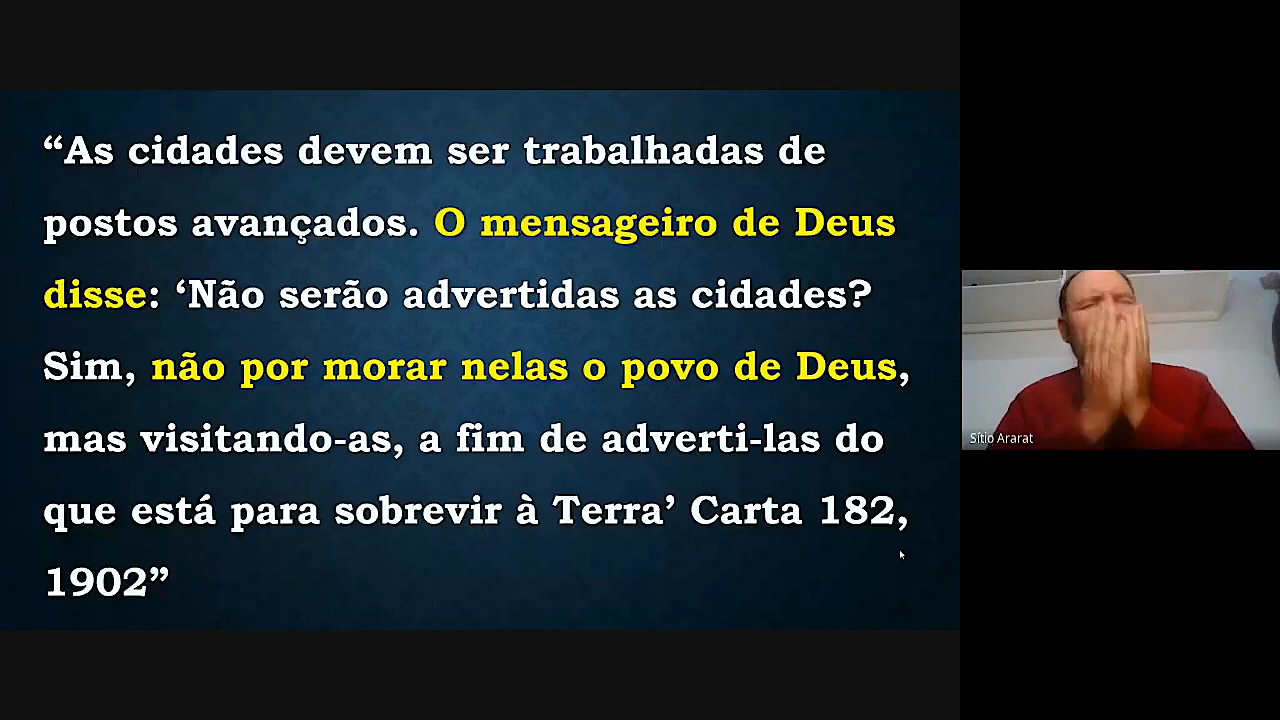 “As cidades devem ser trabalhadas de
postos avançados. O mensageiro de Deus
disse: ‘Não serão advertidas as cidades?
Sim, não por morar nelas o povo de Deus,
mas visitando-as, a fim de adverti-las do
que está para sobrevir à Terra’ Carta 182,
1902”
Sítio Ararat